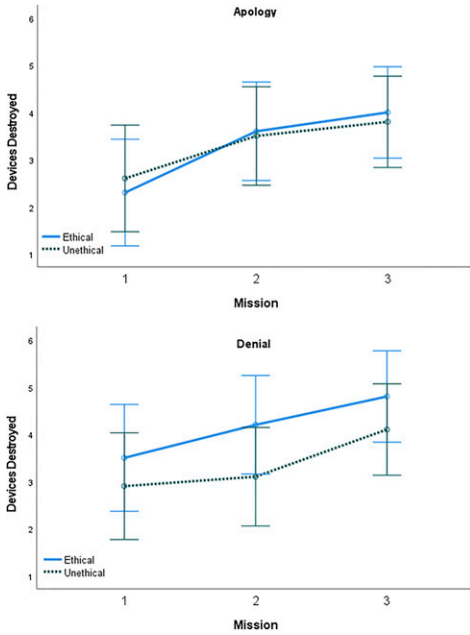 Apology
6
5
4
3
2
1
Devices Destroyed
Ethical
Unethical
1 2 3
Mission
Denial
6
5
4
3
2
1
Devices Destroyed
Ethical
Unethical
1 2 3
Mission